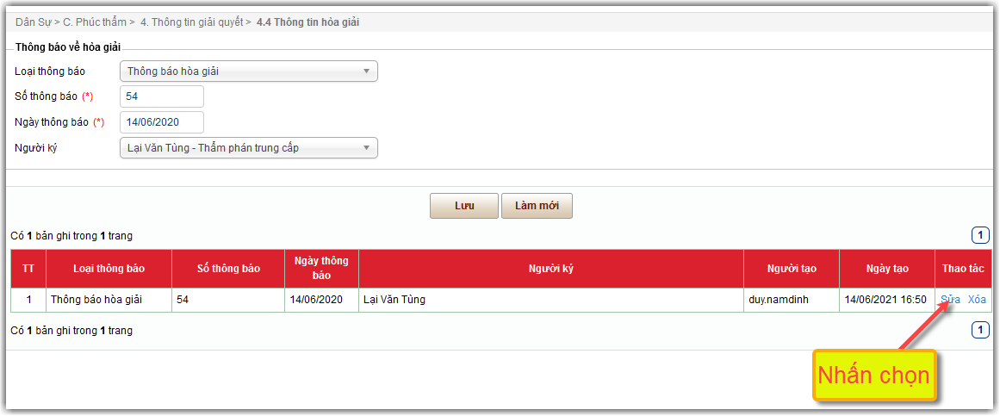 Dân Sự > C. Phúc thẩm > 4. Thông tin giải quyết > 4.4 Thông tin hòa giải
Thông báo về hòa giải
Loại thông báo Thông báo hòa giải
Số thông báo (*) 54
Ngày thông báo (*) 14/06/2020
Người ký Lại Văn Tùng - Thẩm phán trung cấp
Lưu Làm mới
Có 1 bản ghi trong 1 trang 1
TT Loại thông báo Số thông báo Ngày thông báo Người ký Người tạo Ngày tạo Thao tác
1 Thông báo hòa giải 54 14/06/2020 Lại Văn Tùng duy.namdinh 14/06/2021 16:50 Sửa Xóa
Có 1 bản ghi trong 1 trang 1
Nhấn chọn